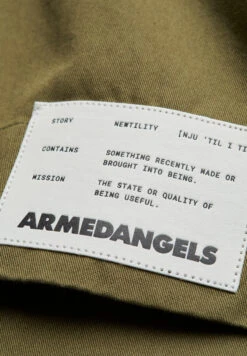 STORY NEWTILITY [NJU 'TIL I TI
CONTAINS SOMETHING RECENTLY MADE OR
BROUGHT INTO BEING.
MISSION THE STATE OR QUALITY OF
BEING USEFUL.
ARMEDANGELS